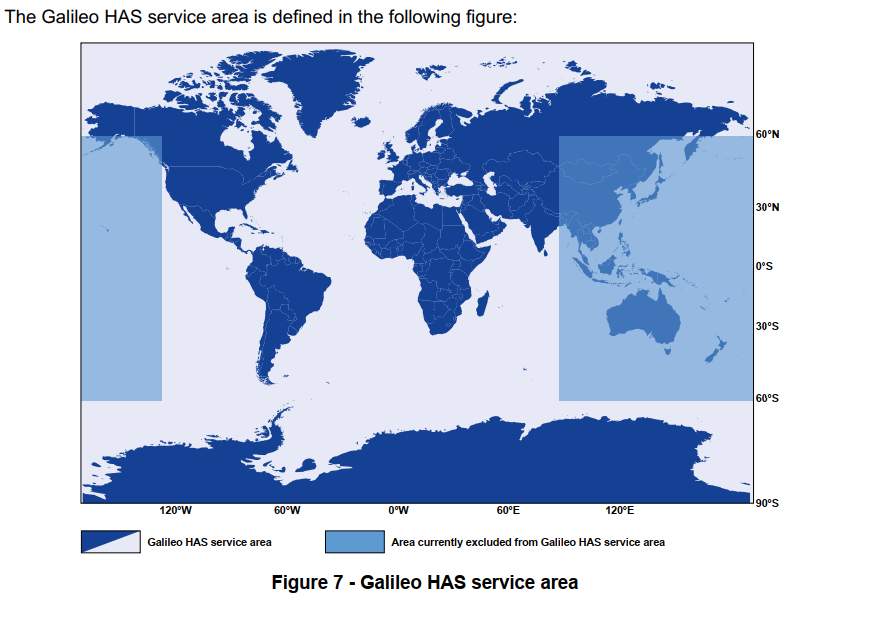 The Galileo HAS service area is defined in the following figure:
60°N
30°N
0°S
30°S
60°S
90°S
120°W 60°W 0°W 60°E 120°E
Galileo HAS service area Area currently excluded from Galileo HAS service area
Figure 7 - Galileo HAS service area